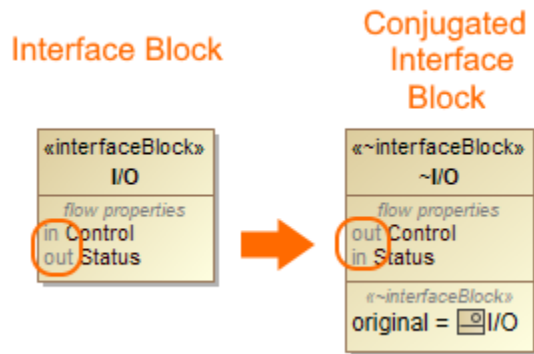 Interface Block
«interfaceBlock»
I/O
flow properties
in Control
out Status
Conjugated
Interface
Block
«~interfaceBlock»
~I/O
flow properties
out Control
in Status
«~interfaceBlock»
original = I/O